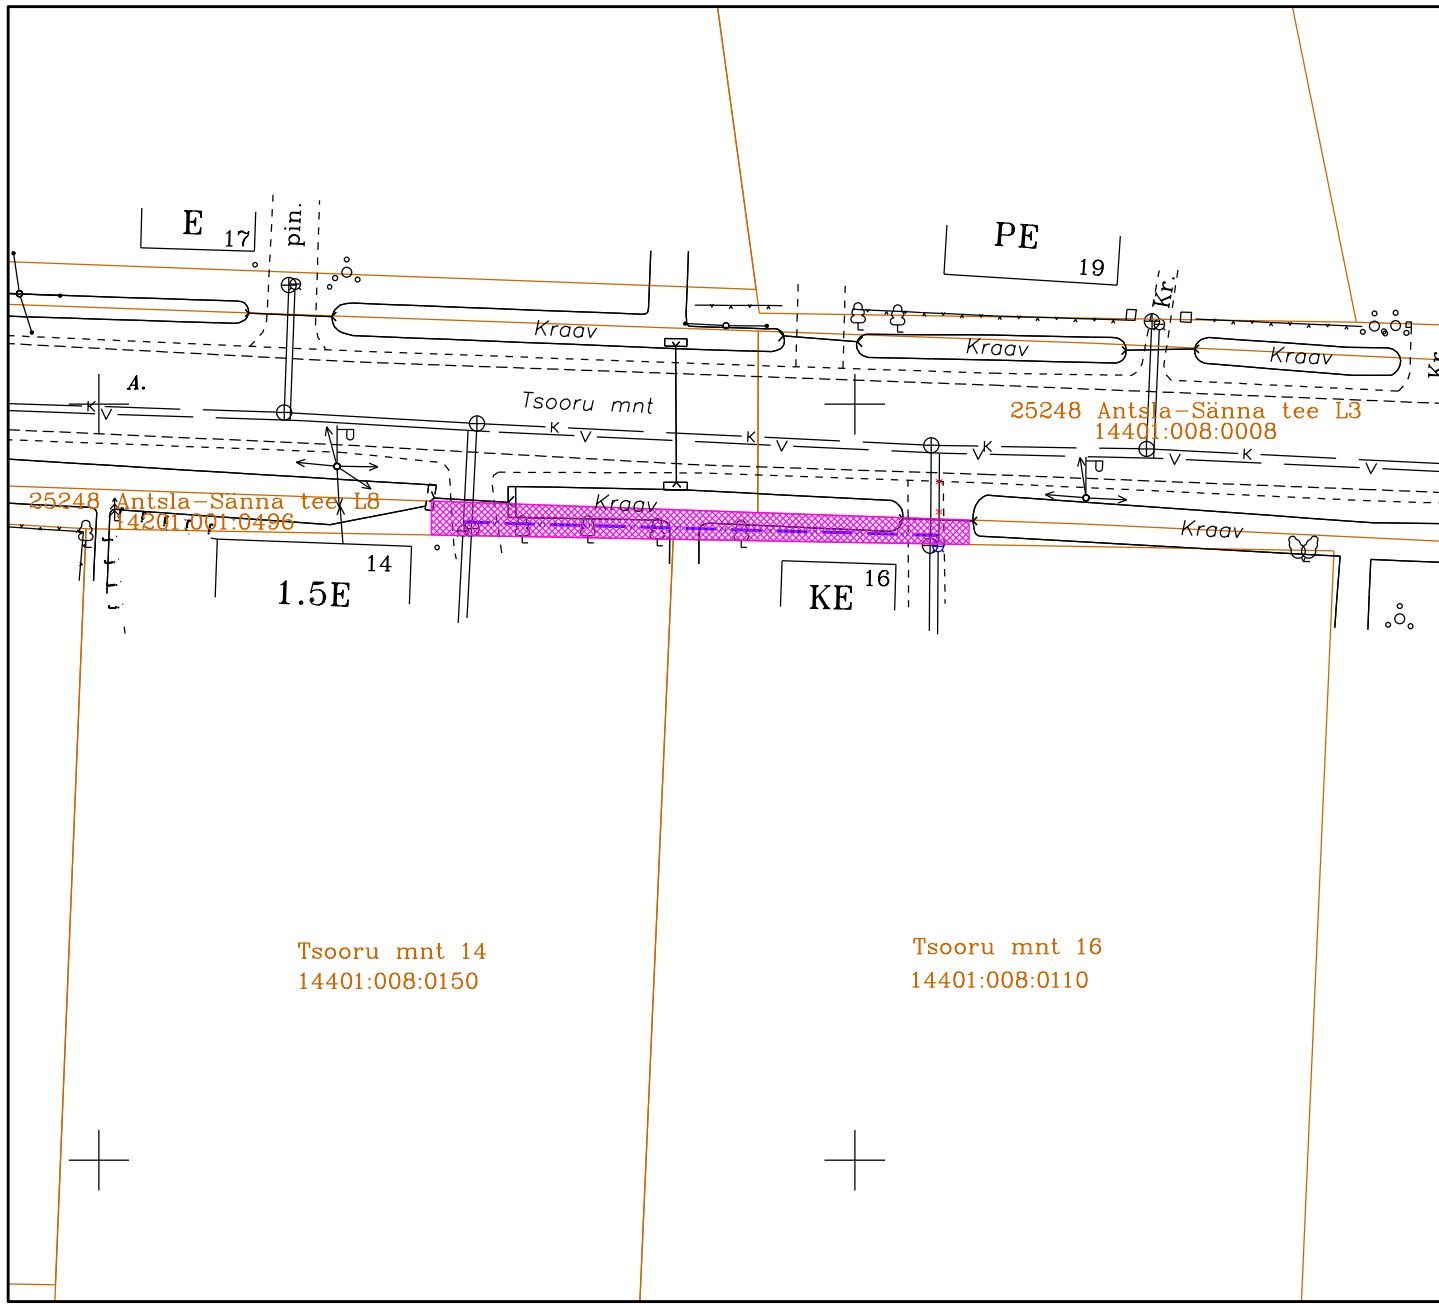 E
17
pin.
PE
19
Kr.
Kraav
Kraav
Kraav
Kr
A.
Tsooru mnt
K
V
K
V
K
V
K
V
K
V
V
25248 Antsla-Sänna tee L3
14401:008:0008
25248 Antsla-Sänna tee L8
14201:001:0496
Kraav
Kraav
14
1.5E
16
KE
Tsooru mnt 14
14401:008:0150
Tsooru mnt 16
14401:008:0110